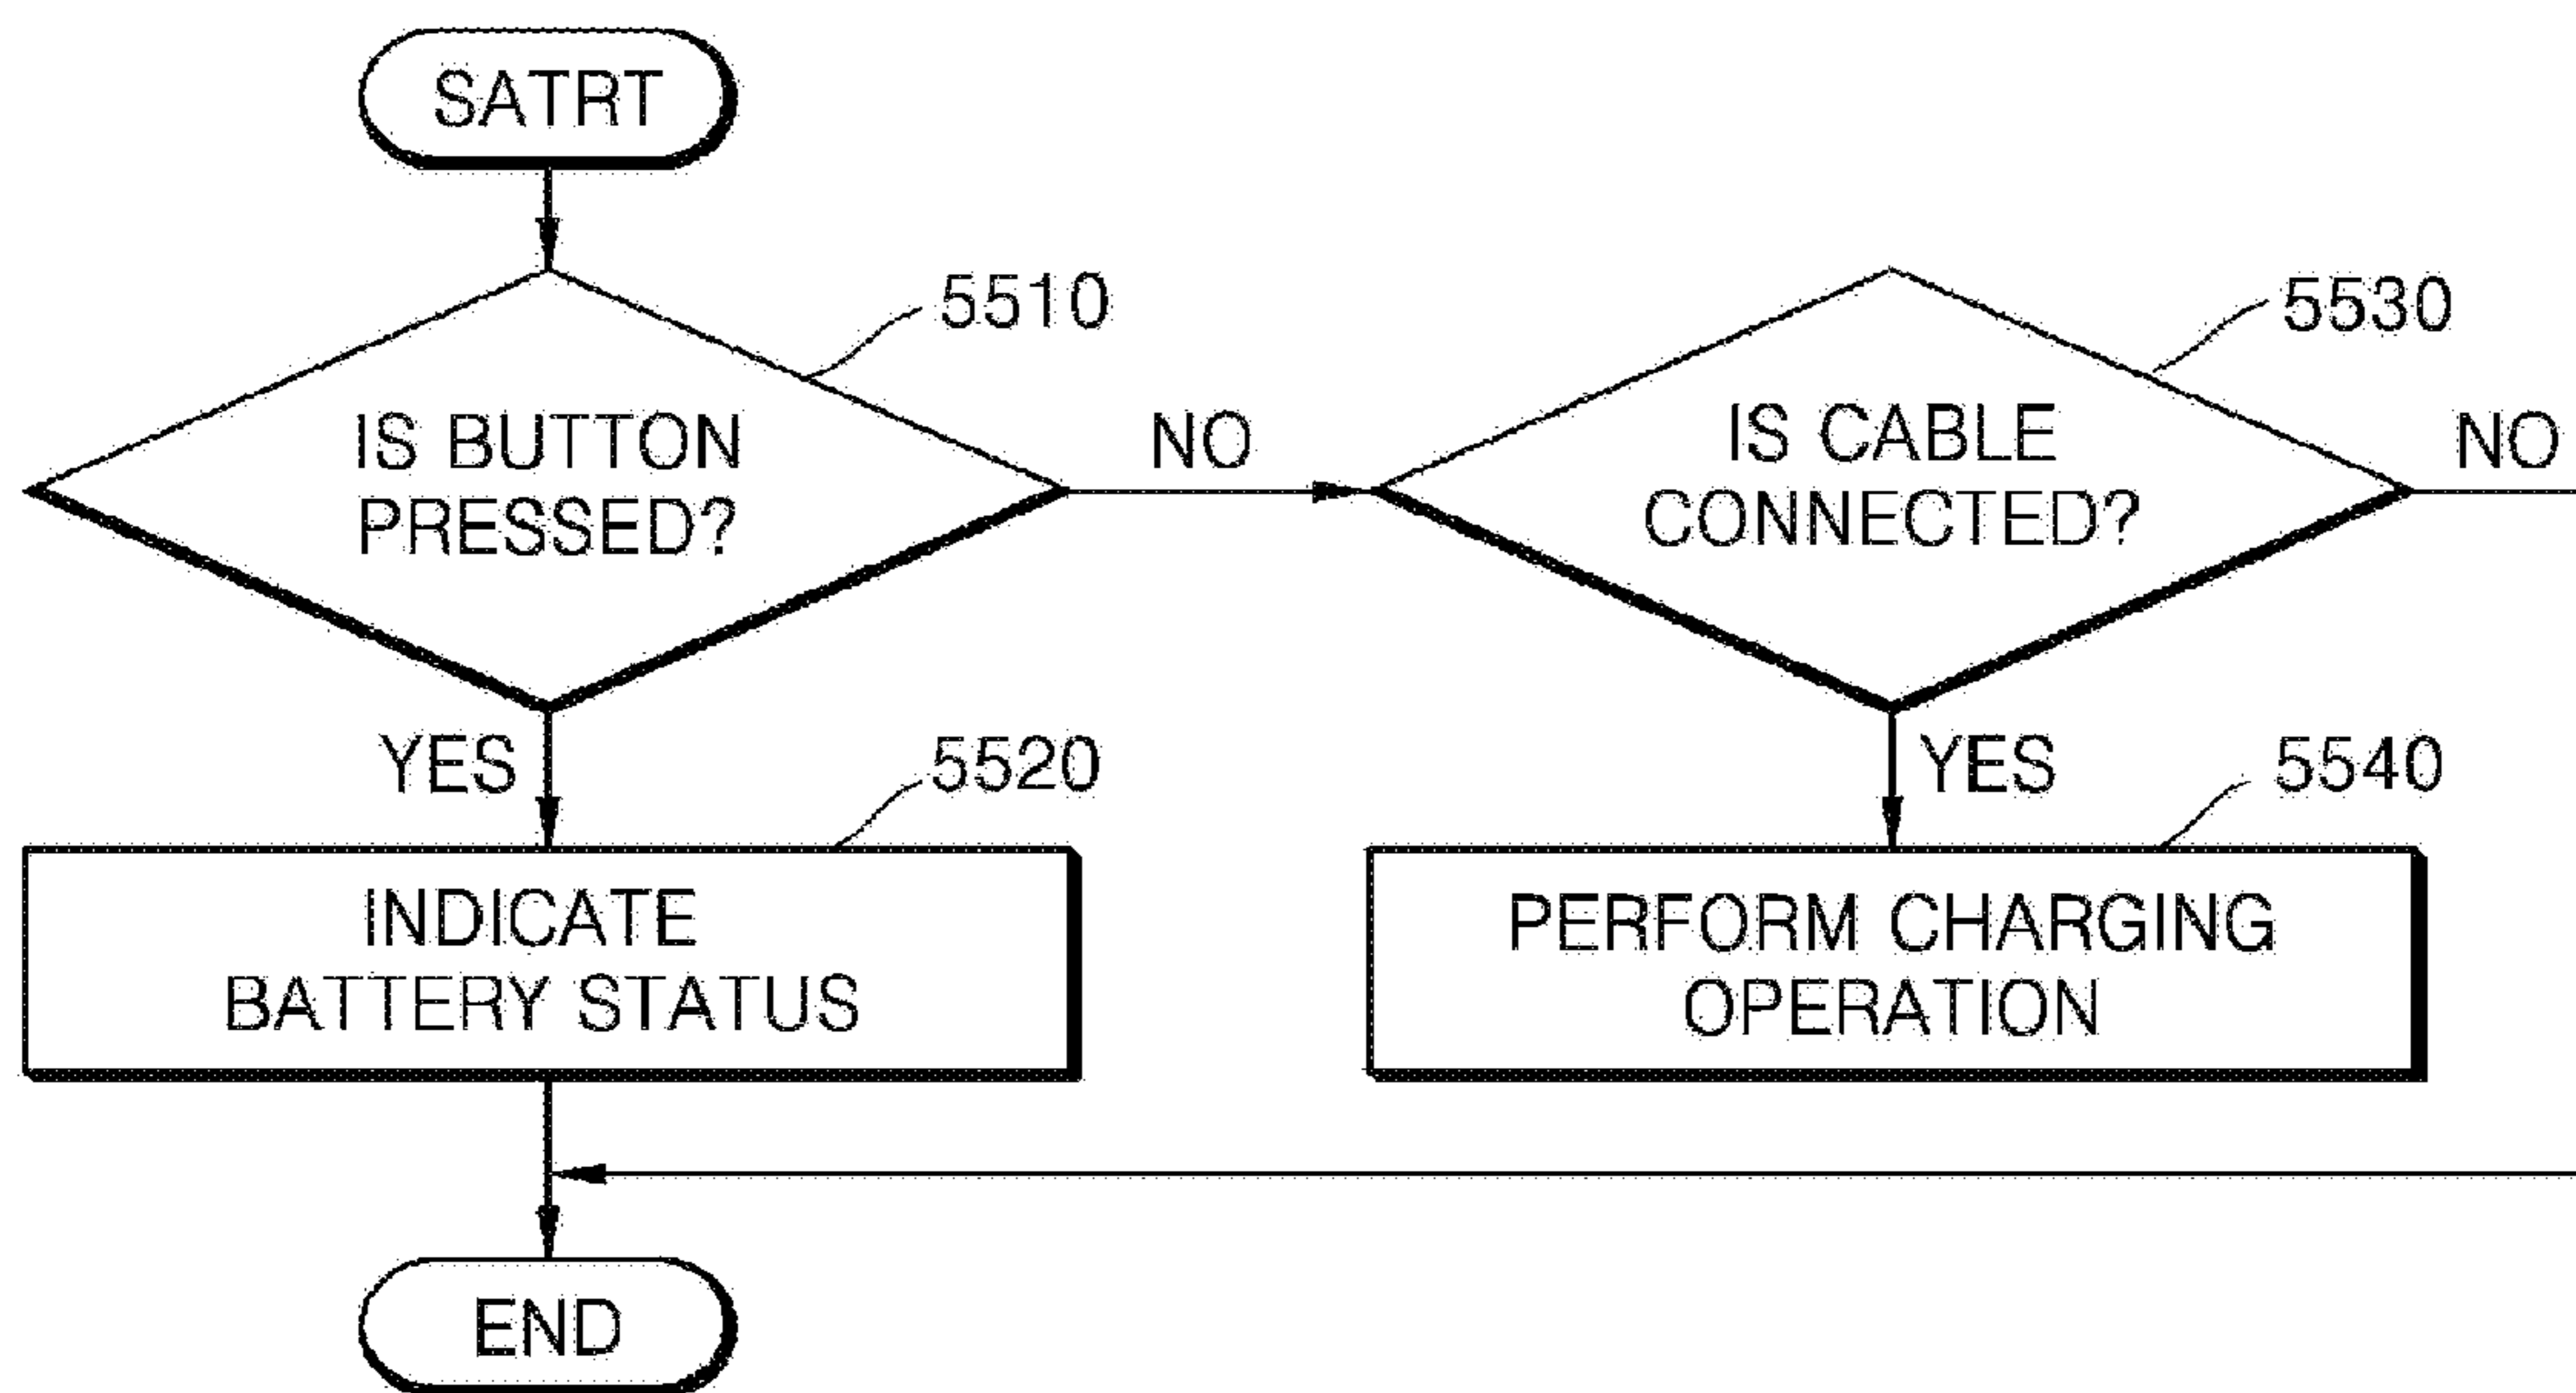 SATRT
5510
5530
IS BUTTON
PRESSED?
NO
IS CABLE
CONNECTED?
NO
YES
5520
YES
5540
INDICATE
BATTERY STATUS
PERFORM CHARGING
OPERATION
END